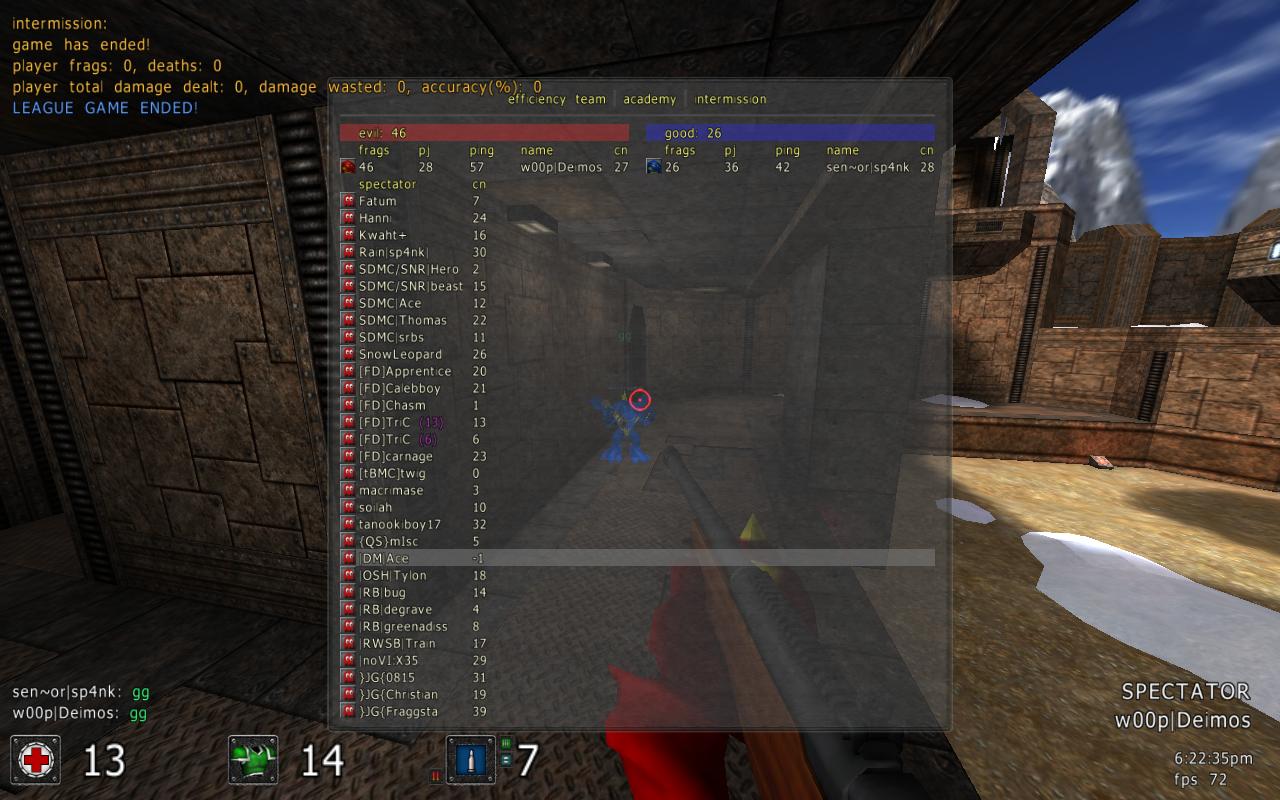 intermission:
game has ended!
player frags: 0, deaths: 0
player total damage dealt: 0, damage wasted: 0, accuracy(%): 0
LEAGUE GAME ENDED!
efficiency team academy intermission
evil: 46 good: 26
frags pj ping name cn frags pj ping name cn
46 28 57 w00p|Deimos 27 26 36 42 sen~or|sp4nk 28
spectator cn
Fatum 7
Hanni 24
Kwaht+ 16
Rain|sp4nk| 30
SDMC/SNR|Hero 2
SDMC/SNR|beast 15
SDMC|Ace 12
SDMC|Thomas 22
SDMC|srbs 11
gg
SnowLeopard 26
[FD]Apprentice 20
[FD]Calebboy 21
[FD]Chasm 1
[FD]TriC (13) 13
[FD]TriC (6) 6
[FD]carnage 23
[tBMC]twig 0
macrimase 3
soilah 10
tanookiboy17 32
{QS}mIsc 5
|DM|Ace -1
|OSH|Tylon 18
|RB|bug 14
|RB|degrave 4
|RB|greenadiss 8
|RWSB|Train 17
|noVI:X35 29
}JG{0815 31
}JG{Christian 19
}JG{Fraggsta 39
sen~or|sp4nk: gg
w00p|Deimos: gg
SPECTATOR
w00p|Deimos
13 14 7
6:22:35pm
fps 72